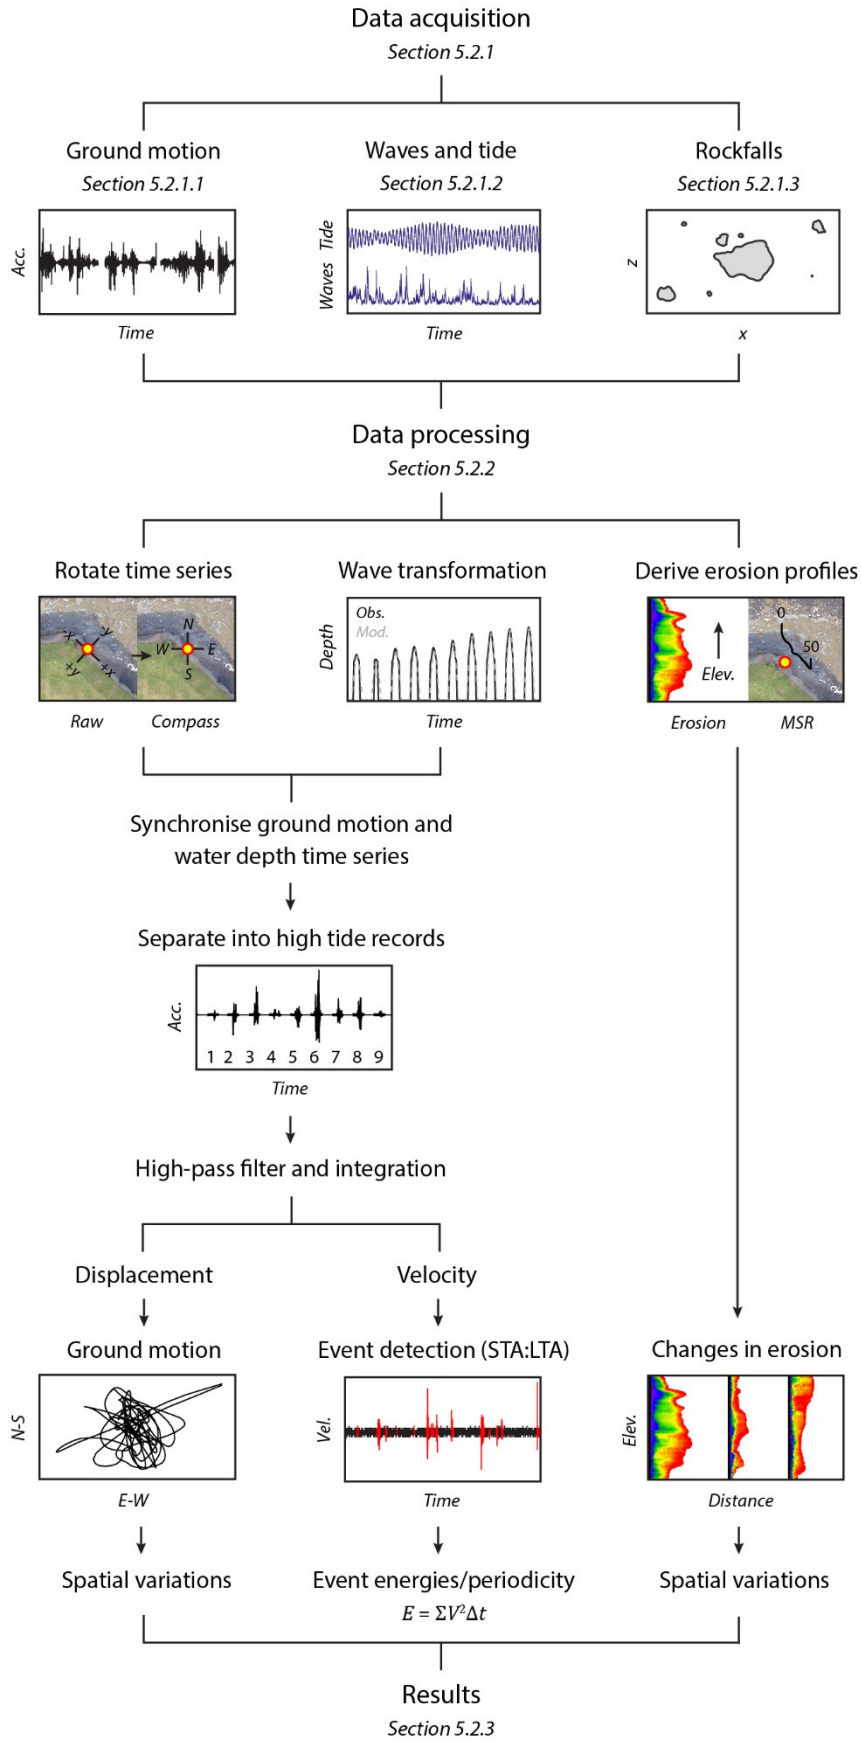 Data acquisition
Section 5.2.1
Ground motion
Section 5.2.1.1
Acc.
Time
Waves and tide
Section 5.2.1.2
Waves Tide
Time
Rockfalls
Section 5.2.1.3
z
x
Data processing
Section 5.2.2
Rotate time series
-x
-y
+y
+x
N
W
E
S
Raw
Compass
Wave transformation
Depth
Obs.
Mod.
Time
Derive erosion profiles
Elev.
0
50
Erosion
MSR
Synchronise ground motion and
water depth time series
Separate into high tide records
Acc.
1 2 3 4 5 6 7 8 9
Time
High-pass filter and integration
Displacement
Ground motion
N-S
E-W
Spatial variations
Velocity
Event detection (STA:LTA)
Vel.
Time
Event energies/periodicity
E = ΣV²Δt
Changes in erosion
Elev.
Distance
Spatial variations
Results
Section 5.2.3